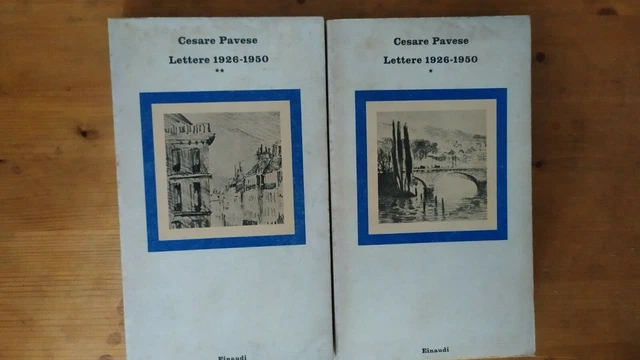 Cesare Pavese
Lettere 1926-1950
**
Einaudi
Cesare Pavese
Lettere 1926-1950
*
Einaudi